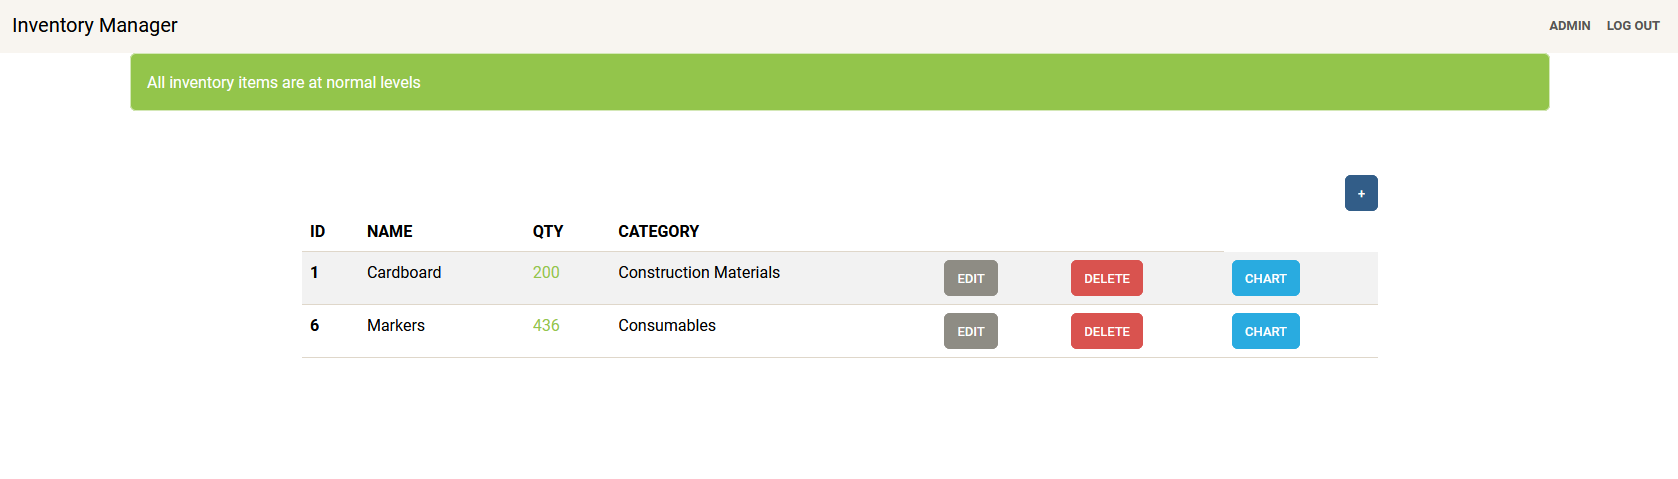 Inventory Manager ADMIN LOG OUT
All inventory items are at normal levels
+
ID NAME QTY CATEGORY
1 Cardboard 200 Construction Materials EDIT DELETE CHART
6 Markers 436 Consumables EDIT DELETE CHART